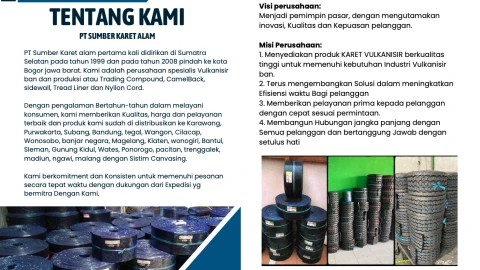 TENTANG KAMI
PT SUMBER KARET ALAM
PT Sumber Karet alam pertama kali didirikan di Sumatra
Selatan pada tahun 1999 dan pada tahun 2008 pindah ke kota
Bogor jawa barat. Kami adalah perusahaan spesialis Vulkanisir
ban dan produksi atau Trading Compound, CamelBack,
sidewall, Tread Liner dan Nyilon Cord.
Dengan pengalaman Bertahun-tahun dalam melayani
konsumen, kami memberikan Kualitas, harga dan pelayanan
terbaik dan produk kami sudah di distribusikan ke Karawang,
Purwakarta, Subang, Bandung, tegal, Wangon, Cilacap,
Wonosobo, banjar negara, Magelang, Klaten, wonogiri, Bantul,
Sleman, Gunung Kidul, Wates, Ponorogo, pacitan, trenggalek,
madiun, ngawi, malang dengan Sistim Canvasing.
Kami berkomitment dan Konsisten untuk memenuhi pesanan
secara tepat waktu dengan dukungan dari Expedisi yg
bermitra Dengan Kami.
Visi perusahaan:
Menjadi pemimpin pasar, dengan mengutamakan
inovasi, Kualitas dan Kepuasan pelanggan.
Misi Perusahaan:
1. Menyediakan produk KARET VULKANISIR berkualitas
tinggi untuk memenuhi kebutuhan Industri Vulkanisir
ban.
2. Terus mengembangkan Solusi dalam meningkatkan
Efisiensi waktu Bagi pelanggan
3. Memberikan pelayanan prima kepada pelanggan
dengan cepat sesuai permintaan.
4. Membangun Hubungan jangka panjang dengan
Semua pelanggan dan bertanggung Jawab dengan
setulus hati